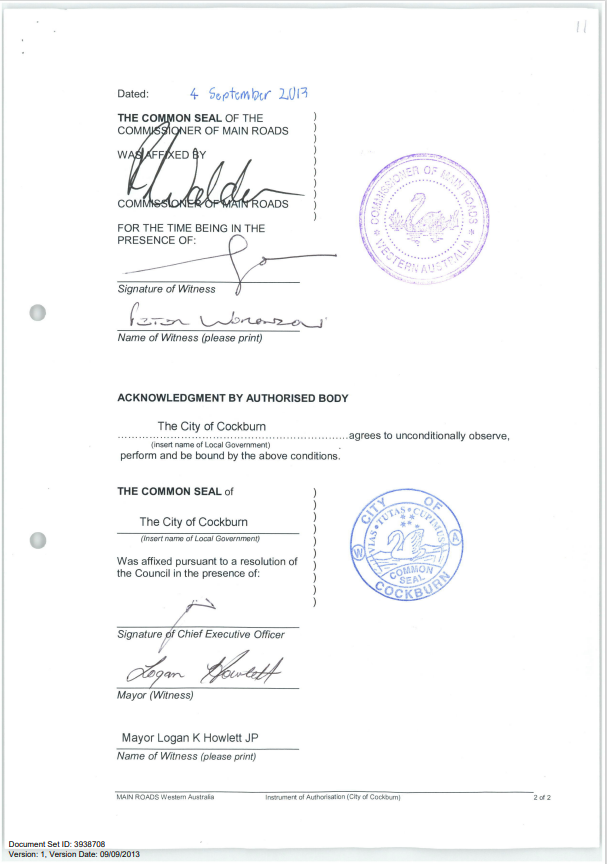 11
Dated: 4 September 2013
THE COMMON SEAL OF THE
COMMISSIONER OF MAIN ROADS
WAS AFFIXED BY
COMMISSIONER OF MAIN ROADS
FOR THE TIME BEING IN THE
PRESENCE OF:
COMMISSIONER OF MAIN ROADS
WESTERN AUSTRALIA
Signature of Witness
Name of Witness (please print)
ACKNOWLEDGMENT BY AUTHORISED BODY
The City of Cockburn
agrees to unconditionally observe,
(insert name of Local Government)
perform and be bound by the above conditions.
THE COMMON SEAL of
The City of Cockburn
(Insert name of Local Government)
Was affixed pursuant to a resolution of
the Council in the presence of:
CITY OF
COCKBURN
W A
VIAS TUTAS CUPIMUS
COMMON
SEAL
Signature of Chief Executive Officer
Logan Howlett
Mayor (Witness)
Mayor Logan K Howlett JP
Name of Witness (please print)
MAIN ROADS Western Australia Instrument of Authorisation (City of Cockburn) 2 of 2
Document Set ID: 3938708
Version: 1, Version Date: 09/09/2013